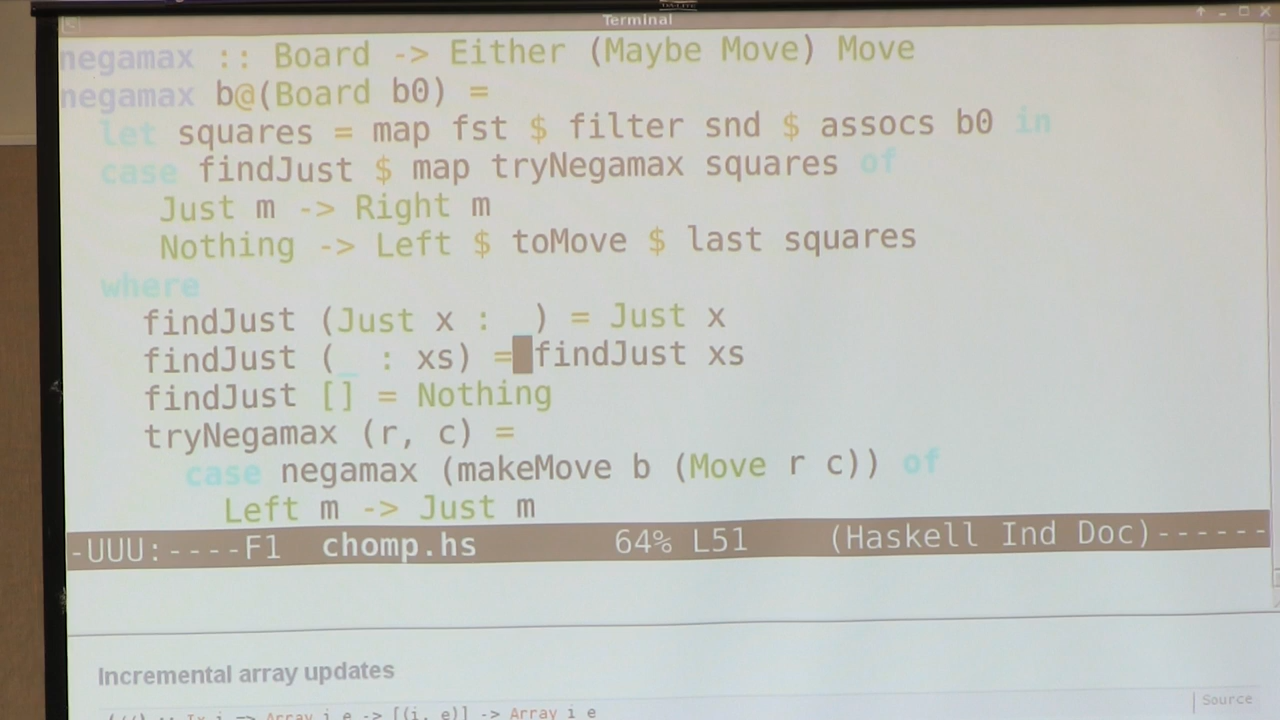 Terminal
negamax :: Board -> Either (Maybe Move) Move
negamax b@(Board b0) =
let squares = map fst $ filter snd $ assocs b0 in
case findJust $ map tryNegamax squares of
Just m -> Right m
Nothing -> Left $ toMove $ last squares
where
findJust (Just x : _) = Just x
findJust (_ : xs) = findJust xs
findJust [] = Nothing
tryNegamax (r, c) =
case negamax (makeMove b (Move r c)) of
Left m -> Just m
-UUU:----F1 chomp.hs 64% L51 (Haskell Ind Doc)------
Incremental array updates
Source
(//) :: Ix i => Array i e -> [(i, e)] -> Array i e